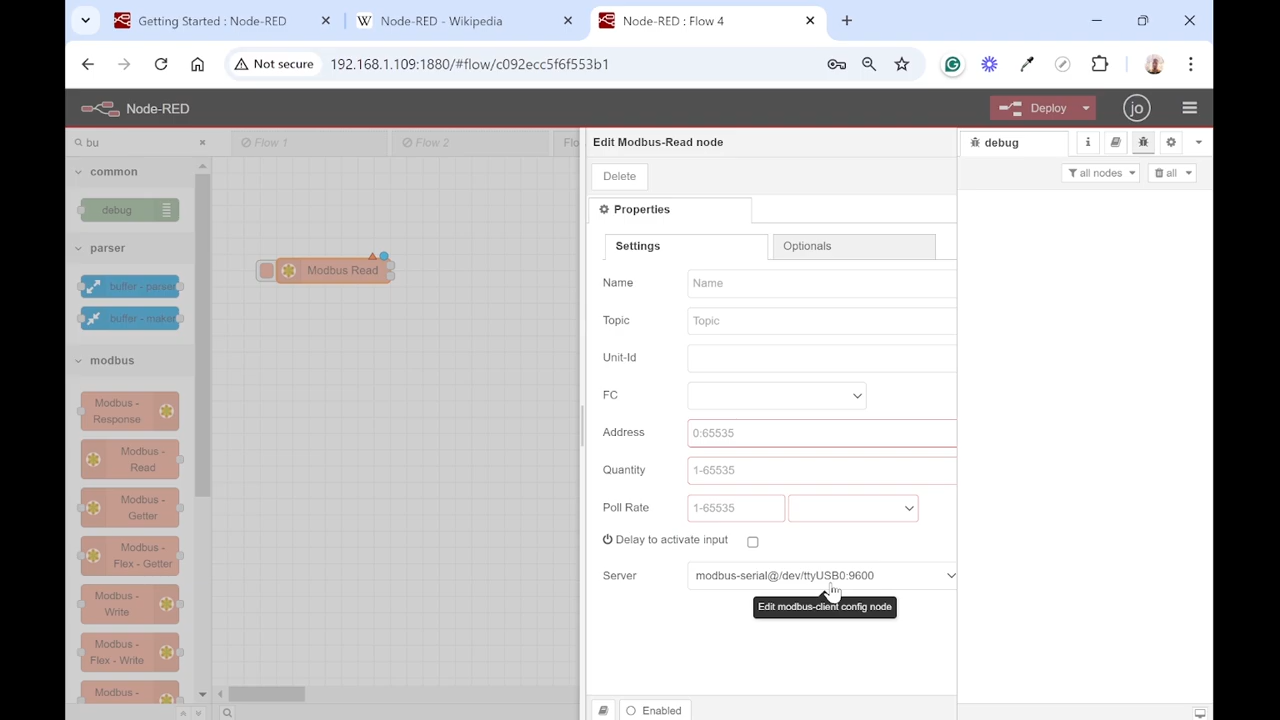 Getting Started : Node-RED
Node-RED - Wikipedia
Node-RED : Flow 4
Not secure
192.168.1.109:1880/#flow/c092ecc5f6f553b1
Node-RED
Deploy
jo
bu
Flow 1
Flow 2
Flo
Edit Modbus-Read node
debug
Delete
all nodes
all
common
debug
parser
buffer - parser
buffer - maker
modbus
Modbus -
Response
Modbus -
Read
Modbus -
Getter
Modbus -
Flex - Getter
Modbus -
Write
Modbus -
Flex - Write
Modbus -
Modbus Read
Properties
Settings
Optionals
Name
Name
Topic
Topic
Unit-Id
FC
Address
0:65535
Quantity
1-65535
Poll Rate
1-65535
Delay to activate input
Server
modbus-serial@/dev/ttyUSB0:9600
Edit modbus-client config node
Enabled